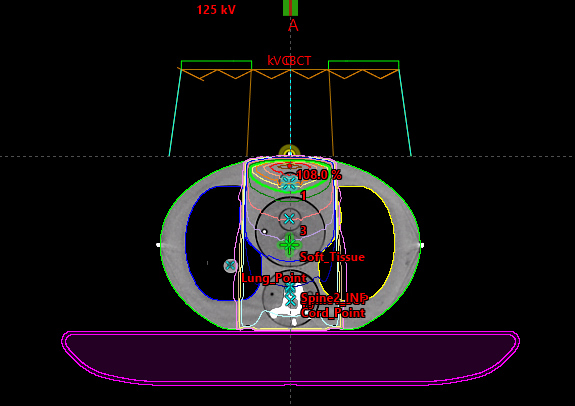 125 kV
A
kVCBCT
108.0 %
1
3
Soft_Tissue
Lung_Point
Spine2_INF
Cord_Point